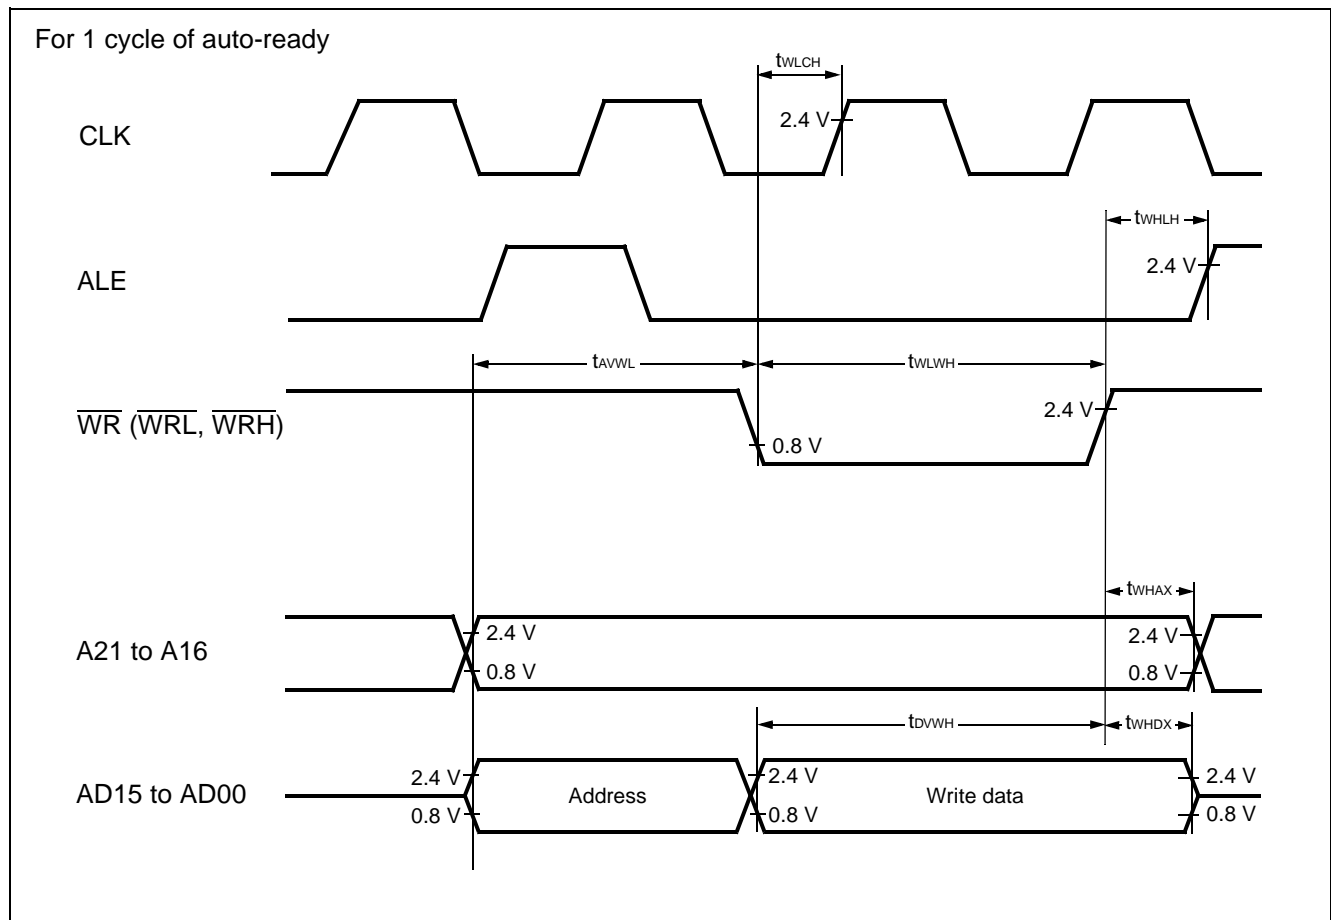 For 1 cycle of auto-ready
tWLCH
CLK
2.4 V
tWHLH
ALE
2.4 V
tAVWL
tWLWH
WR (WRL, WRH)
2.4 V
0.8 V
tWHAX
A21 to A16
2.4 V
2.4 V
0.8 V
0.8 V
tDVWH
tWHDX
AD15 to AD00
2.4 V
0.8 V
Address
2.4 V
0.8 V
Write data
2.4 V
0.8 V